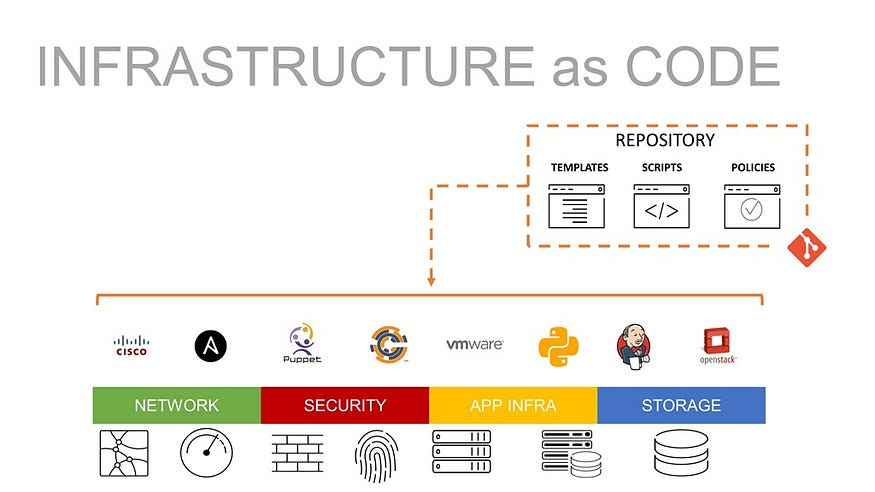 INFRASTRUCTURE as CODE
REPOSITORY
TEMPLATES SCRIPTS POLICIES
</>
CISCO A Puppet vmware openstack
NETWORK SECURITY APP INFRA STORAGE